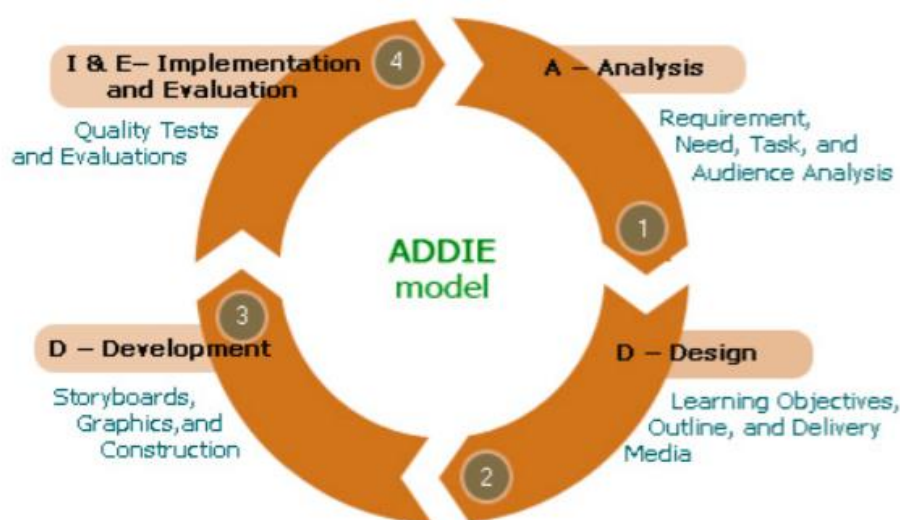 I & E– Implementation
and Evaluation
4
Quality Tests
and Evaluations
A – Analysis
Requirement,
Need, Task, and
Audience Analysis
1
ADDIE
model
D – Design
Learning Objectives,
Outline, and Delivery
Media
2
3
D – Development
Storyboards,
Graphics,and
Construction